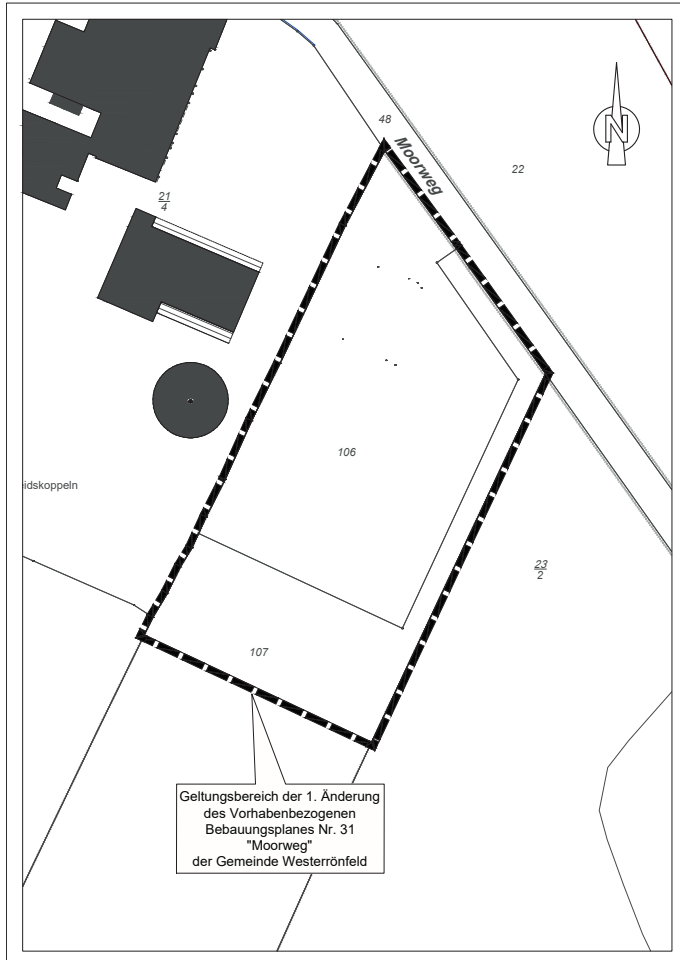 48
Moorweg
N
22
21
4
106
idskoppeln
23
2
107
Geltungsbereich der 1. Änderung
des Vorhabenbezogenen
Bebauungsplanes Nr. 31
"Moorweg"
der Gemeinde Westerrönfeld